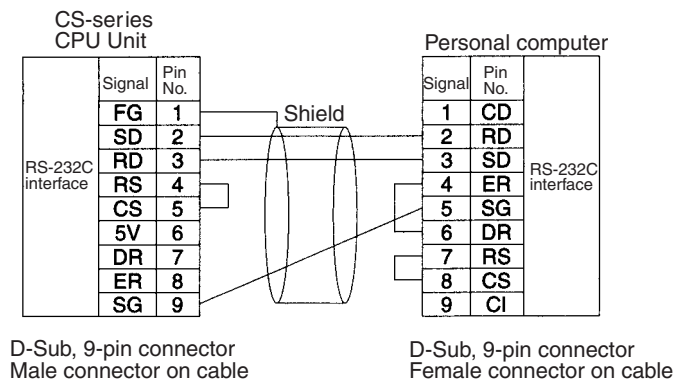 CS-series
CPU Unit
Personal computer
Signal Pin No.
Signal Pin No.
FG 1
SD 2
RD 3
RS 4
CS 5
5V 6
DR 7
ER 8
SG 9
RS-232C
interface
Shield
1 CD
2 RD
3 SD
4 ER
5 SG
6 DR
7 RS
8 CS
9 CI
RS-232C
interface
D-Sub, 9-pin connector
Male connector on cable
D-Sub, 9-pin connector
Female connector on cable